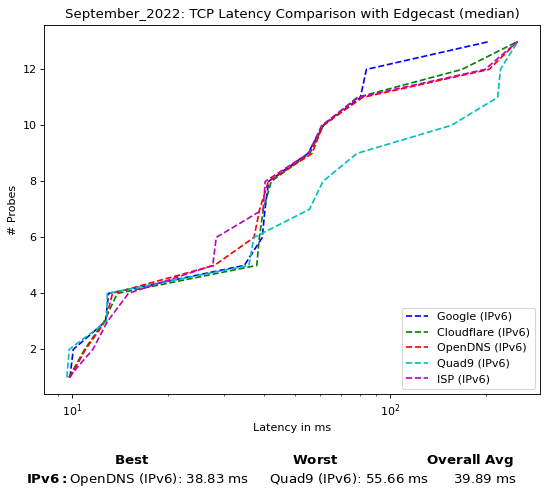 September_2022: TCP Latency Comparison with Edgecast (median)
# Probes
12
10
8
6
4
2
10¹
10²
Latency in ms
Google (IPv6)
Cloudflare (IPv6)
OpenDNS (IPv6)
Quad9 (IPv6)
ISP (IPv6)
Best Worst Overall Avg
IPv6: OpenDNS (IPv6): 38.83 ms Quad9 (IPv6): 55.66 ms 39.89 ms